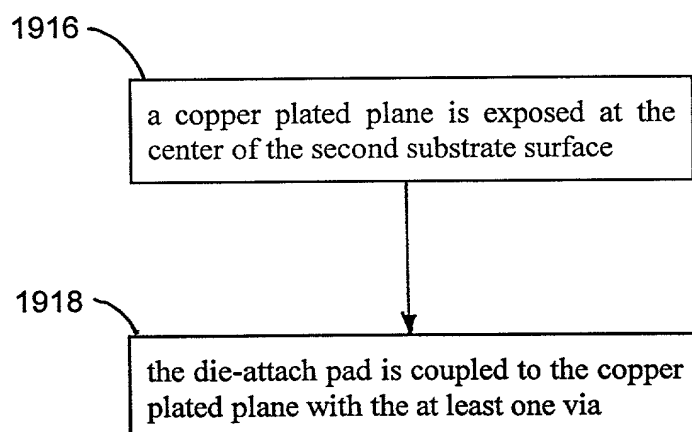 1916
a copper plated plane is exposed at the
center of the second substrate surface
1918
the die-attach pad is coupled to the copper
plated plane with the at least one via